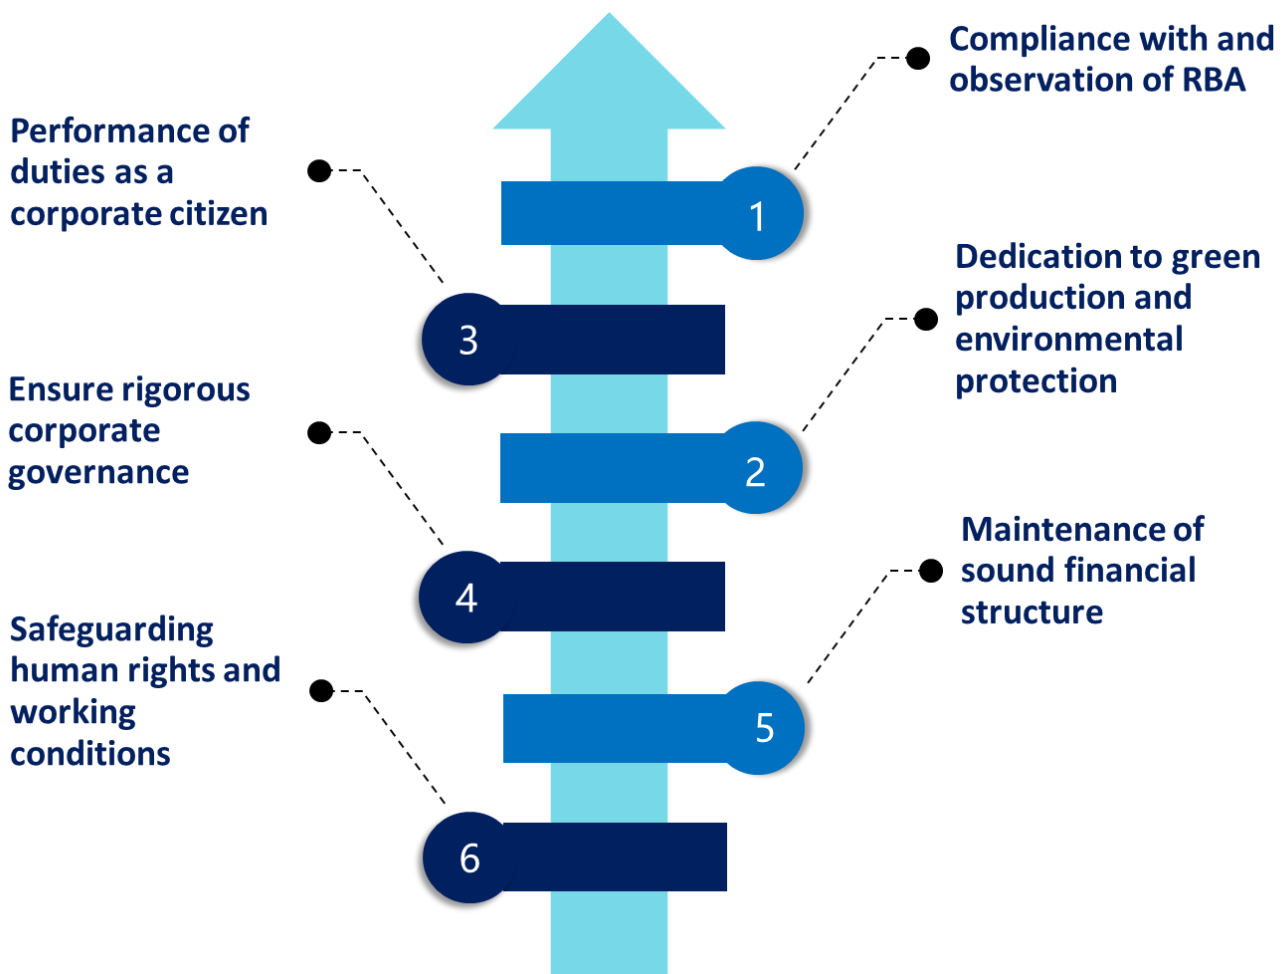 Compliance with and
observation of RBA
1
Performance of
duties as a
corporate citizen
3
Dedication to green
production and
environmental
protection
2
Ensure rigorous
corporate
governance
4
Maintenance of
sound financial
structure
5
Safeguarding
human rights and
working
conditions
6